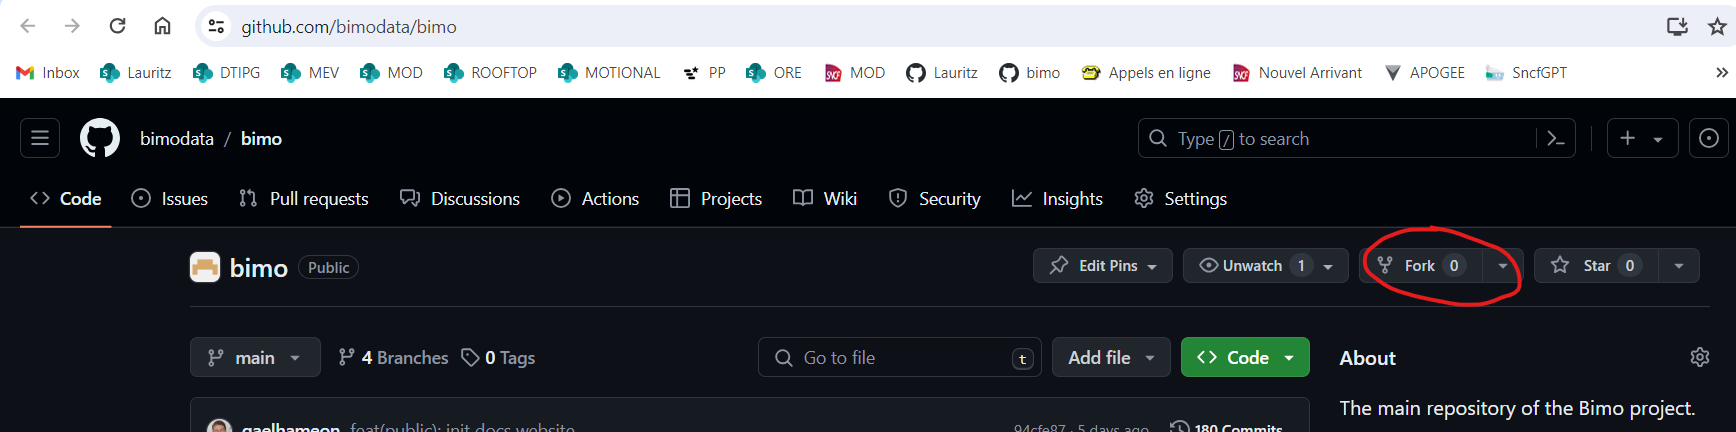 github.com/bimodata/bimo
Inbox Lauritz DTIPG MEV MOD ROOFTOP MOTIONAL PP ORE SNCF MOD Lauritz bimo Appels en ligne SNCF Nouvel Arrivant APOGEE SncfGPT »
bimodata / bimo Type / to search
Code Issues Pull requests Discussions Actions Projects Wiki Security Insights Settings
bimo Public Edit Pins Unwatch 1 Fork 0 Star 0
main 4 Branches 0 Tags Go to file t Add file <> Code About
The main repository of the Bimo project.
gaelhameon feat(public): init docs website 94cfe87 · 5 days ago 180 Commits